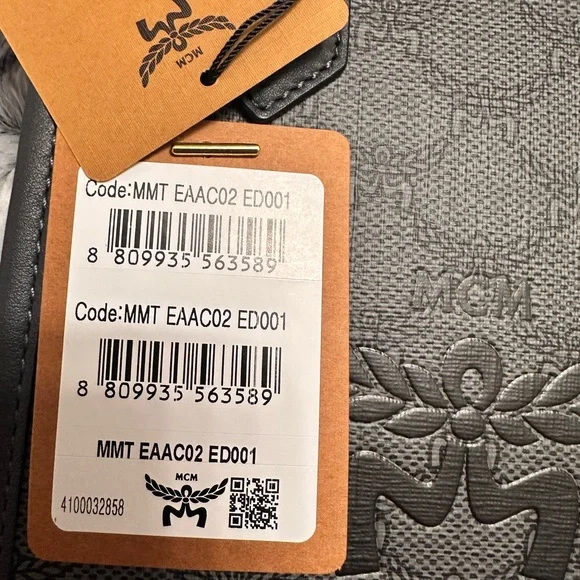 MCM
Code:MMT EAAC02 ED001
8 809935 563589
Code:MMT EAAC02 ED001
8 809935 563589
MMT EAAC02 ED001
MCM
4100032858
MCM